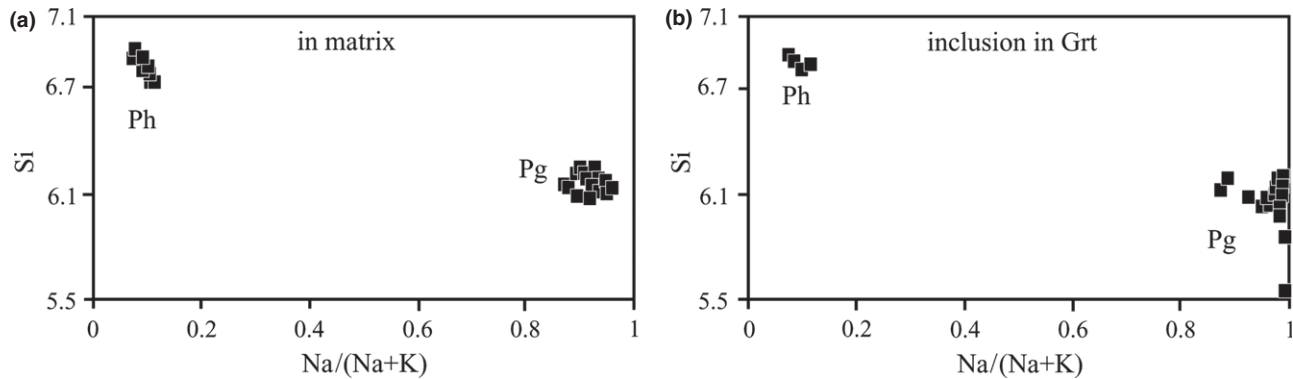 (a)
7.1
in matrix
6.7
Ph
Si
Pg
6.1
5.5
0 0.2 0.4 0.6 0.8 1
Na/(Na+K)
(b)
7.1
inclusion in Grt
6.7
Ph
Si
6.1
Pg
5.5
0 0.2 0.4 0.6 0.8 1
Na/(Na+K)